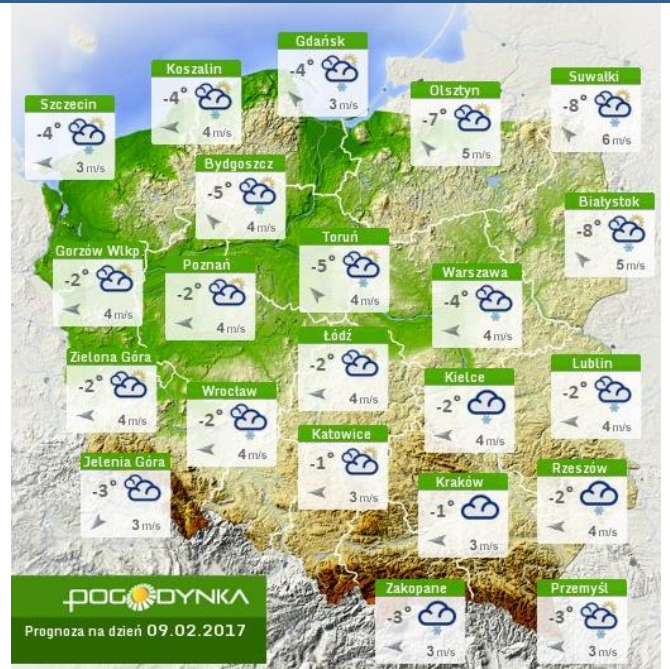 Gdańsk
-4°
3 m/s
Koszalin
-4°
4 m/s
Suwałki
-8°
6 m/s
Olsztyn
-7°
5 m/s
Szczecin
-4°
3 m/s
Bydgoszcz
-5°
4 m/s
Białystok
-8°
5 m/s
Toruń
-5°
4 m/s
Gorzów Wlkp.
-2°
4 m/s
Poznań
-2°
4 m/s
Warszawa
-4°
4 m/s
Łódź
-2°
4 m/s
Zielona Góra
-2°
4 m/s
Lublin
-2°
4 m/s
Kielce
-2°
4 m/s
Wrocław
-2°
4 m/s
Katowice
-1°
3 m/s
Jelenia Góra
-3°
3 m/s
Rzeszów
-2°
4 m/s
Kraków
-1°
3 m/s
Zakopane
-3°
3 m/s
Przemyśl
-3°
3 m/s
POGODYNKA
Prognoza na dzień 09.02.2017